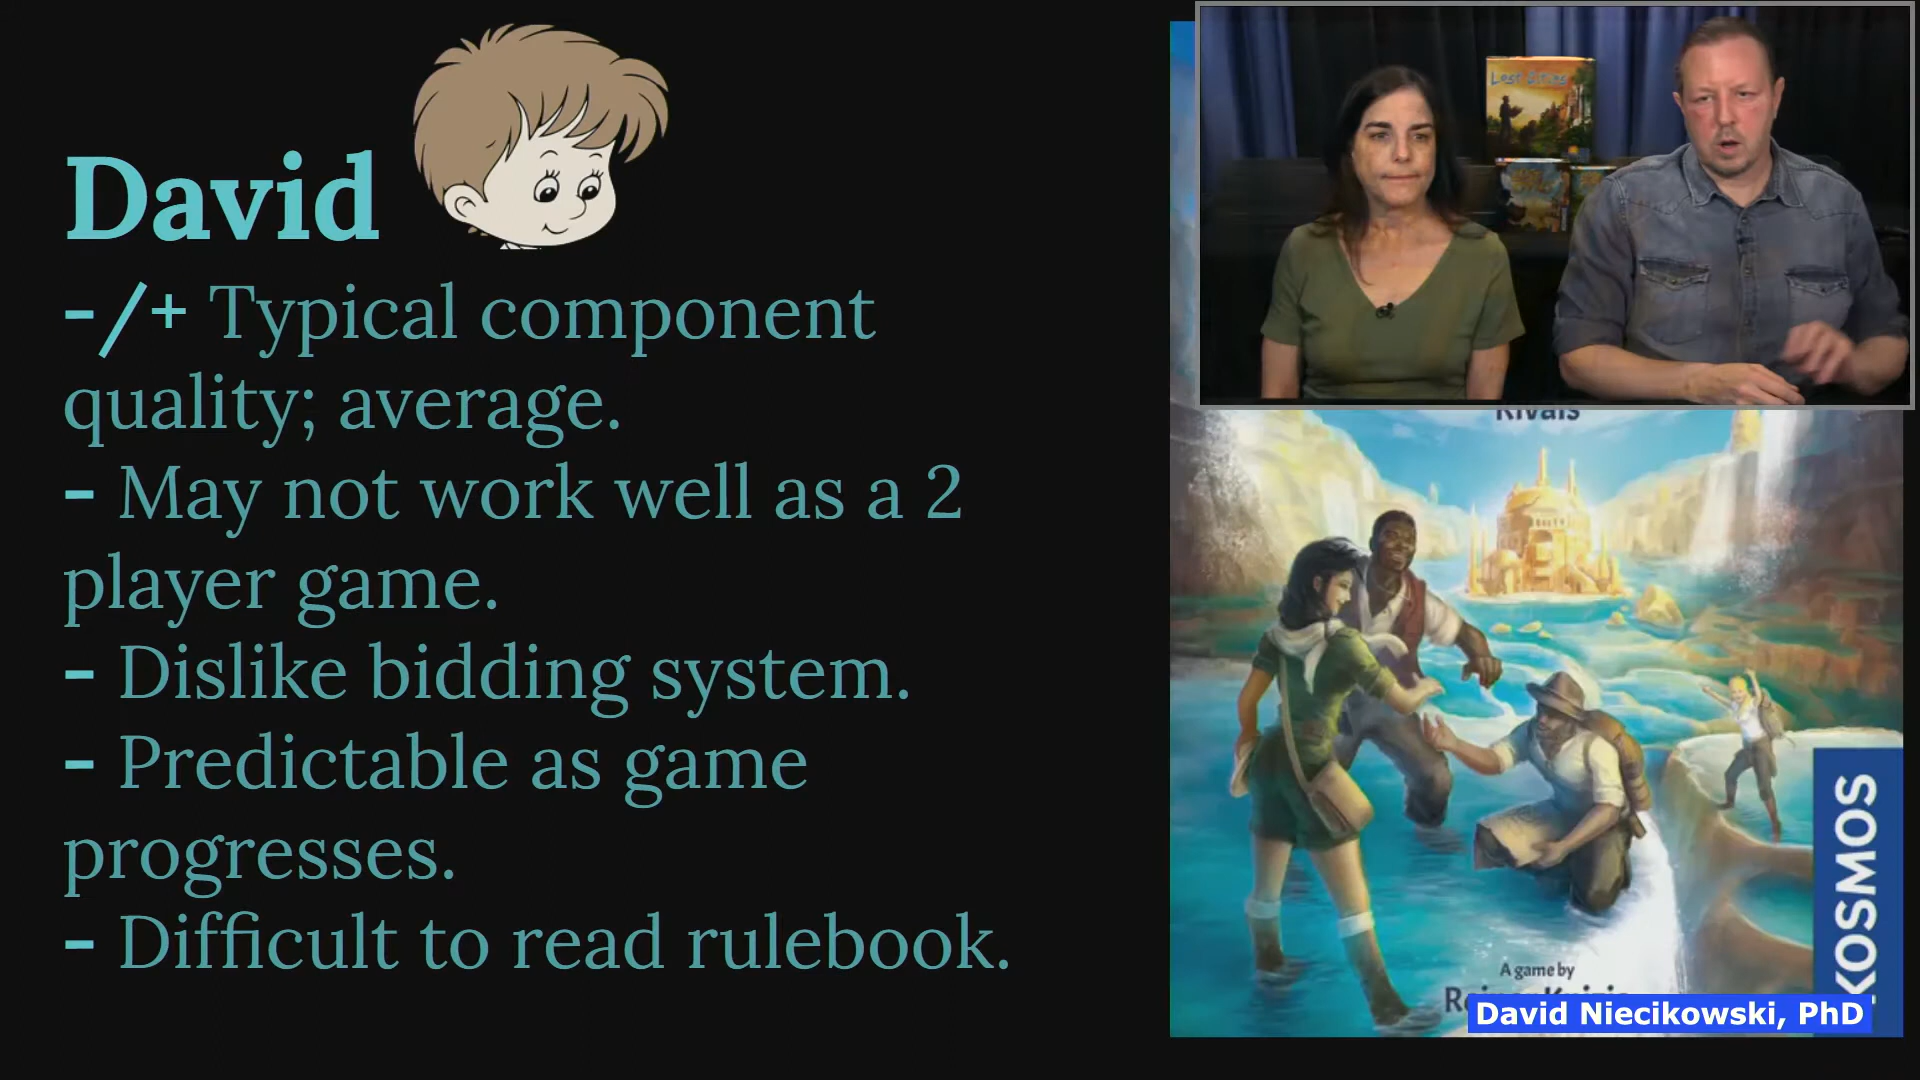 David
-/+ Typical component
quality; average.
- May not work well as a 2
player game.
- Dislike bidding system.
- Predictable as game
progresses.
- Difficult to read rulebook.
Lost Cities
Rivals
KOSMOS
A game by
David Niecikowski, PhD